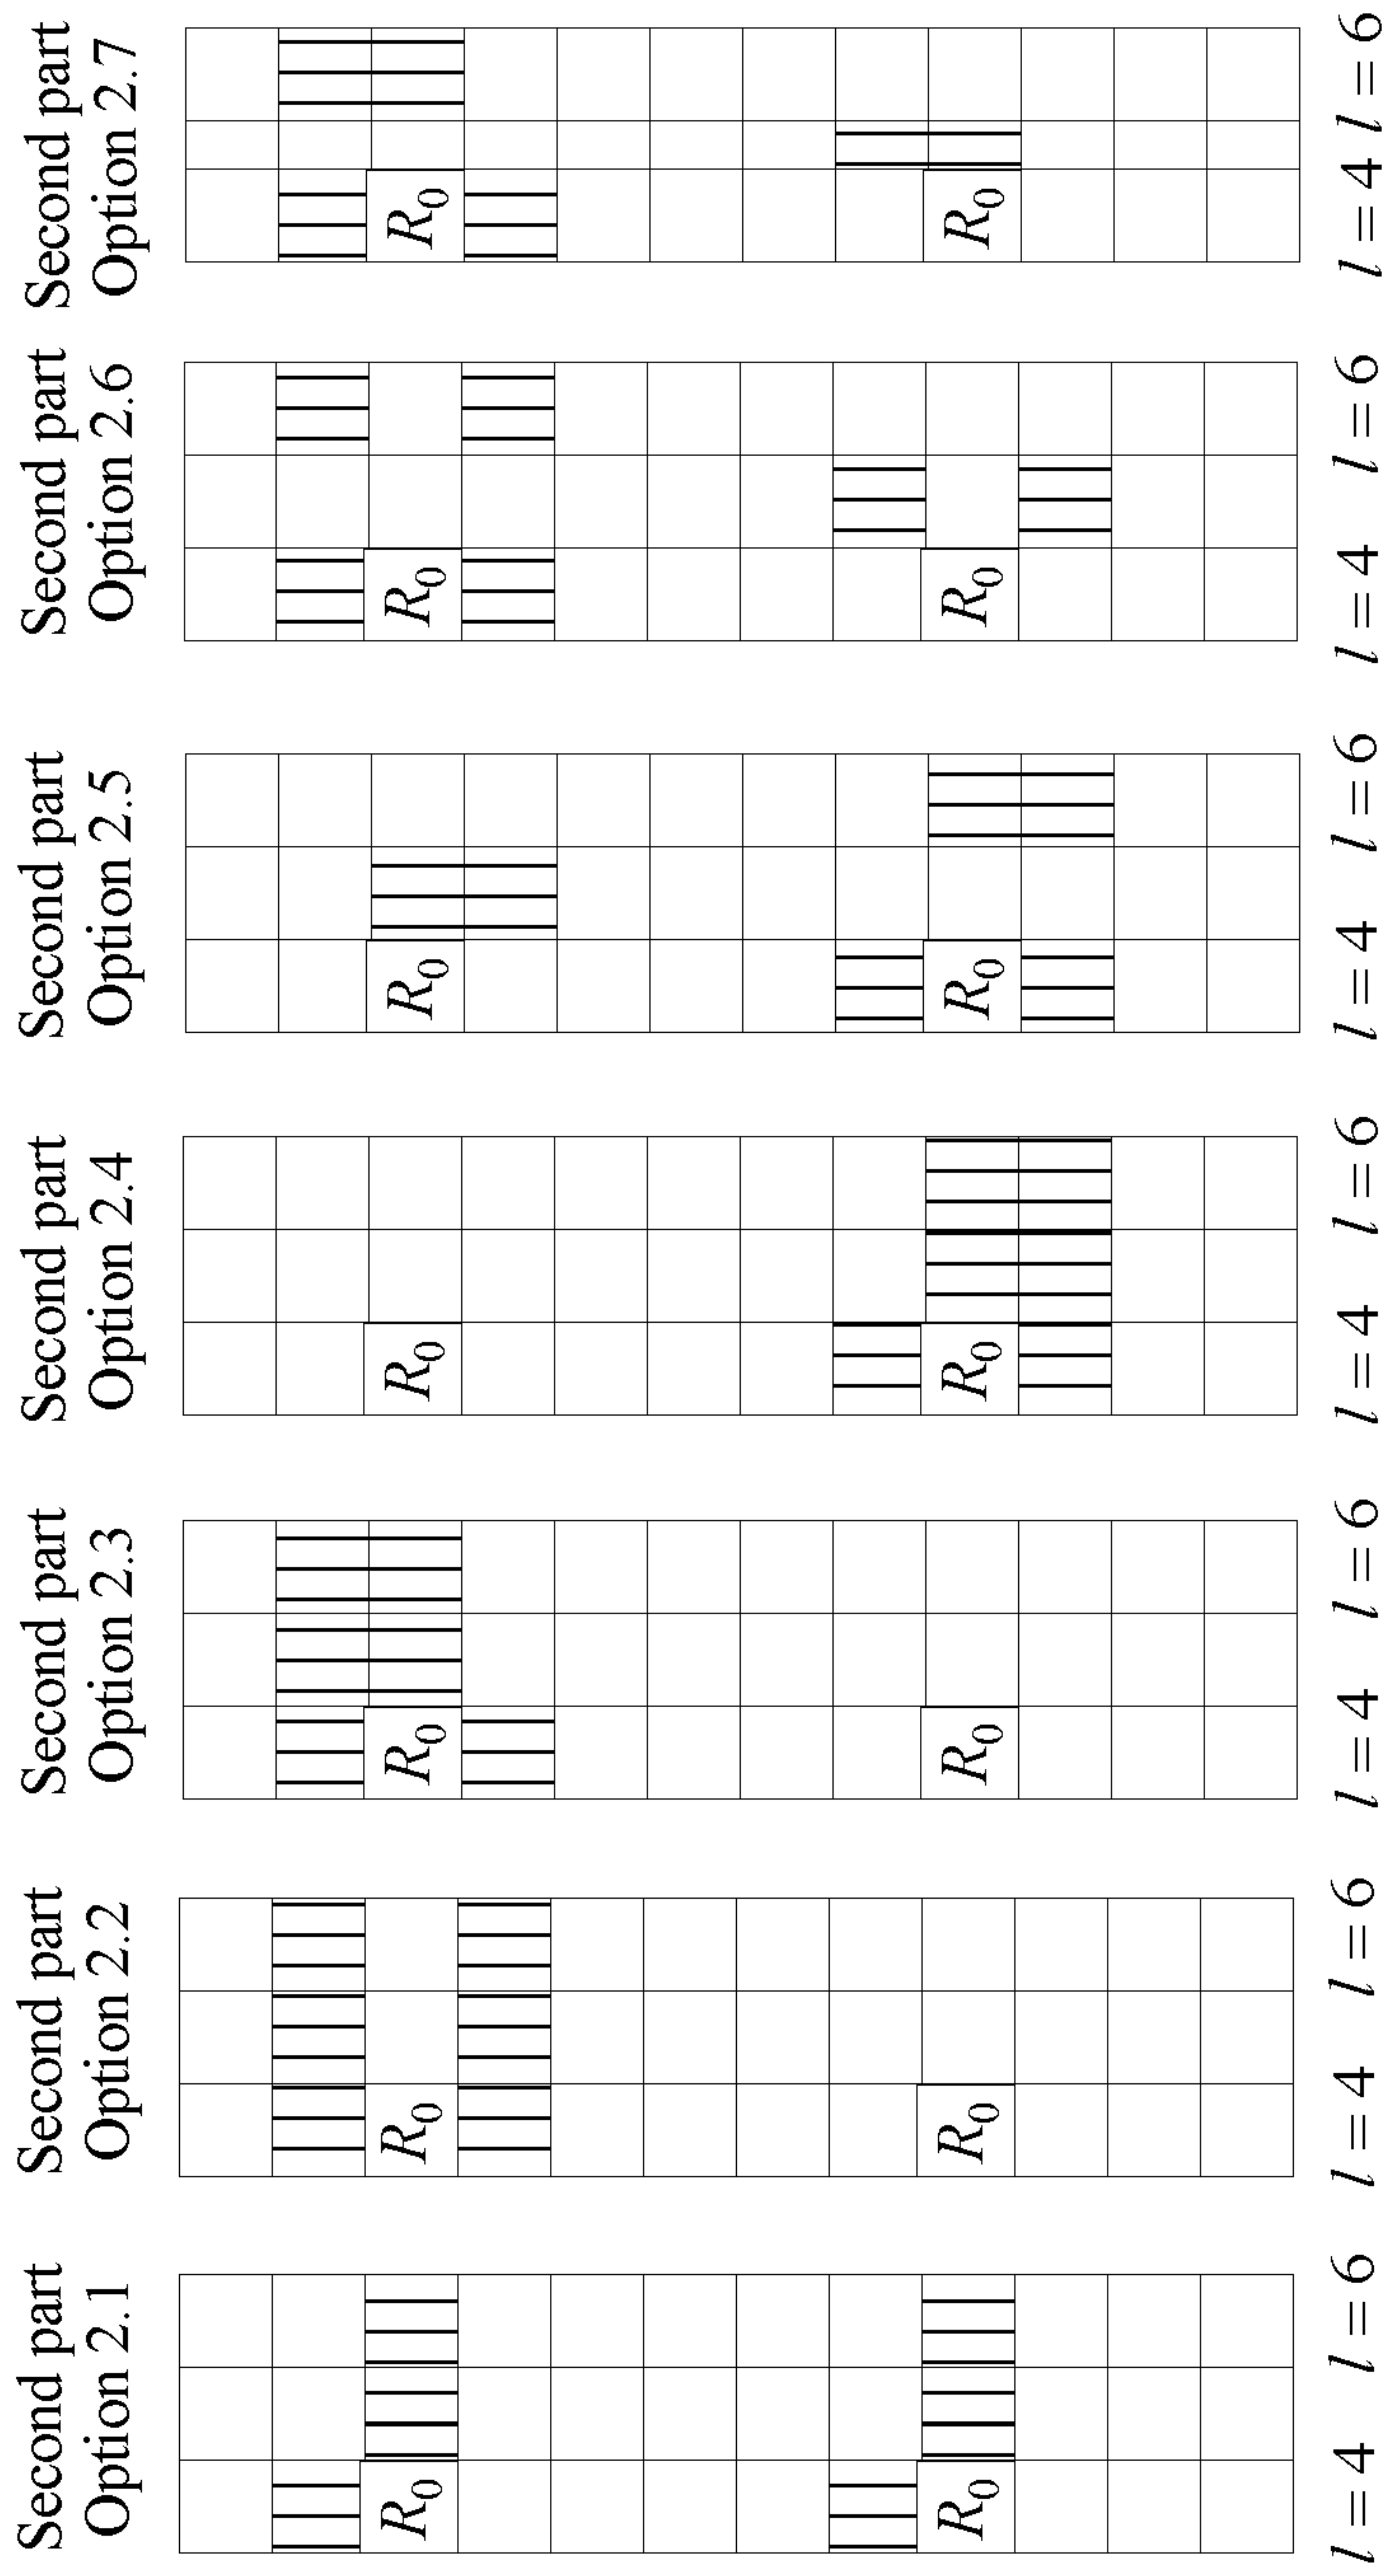 Second part
Option 2.1
R₀
R₀
l = 4 l = 6
Second part
Option 2.2
R₀
R₀
l = 4 l = 6
Second part
Option 2.3
R₀
R₀
l = 4 l = 6
Second part
Option 2.4
R₀
R₀
l = 4 l = 6
Second part
Option 2.5
R₀
R₀
l = 4 l = 6
Second part
Option 2.6
R₀
R₀
l = 4 l = 6
Second part
Option 2.7
R₀
R₀
l = 4 l = 6